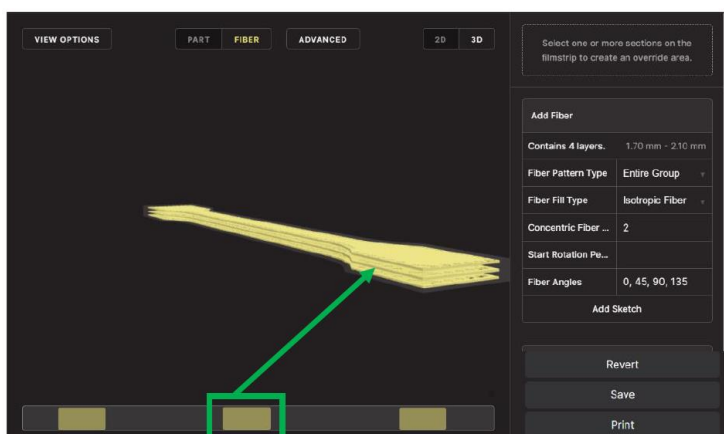 VIEW OPTIONS
PART FIBER
ADVANCED
2D 3D
Select one or more sections on the
filmstrip to create an override area.
Add Fiber
Contains 4 layers. 1.70 mm - 2.10 mm
Fiber Pattern Type Entire Group
Fiber Fill Type Isotropic Fiber
Concentric Fiber ... 2
Start Rotation Pe...
Fiber Angles 0, 45, 90, 135
Add Sketch
Revert
Save
Print